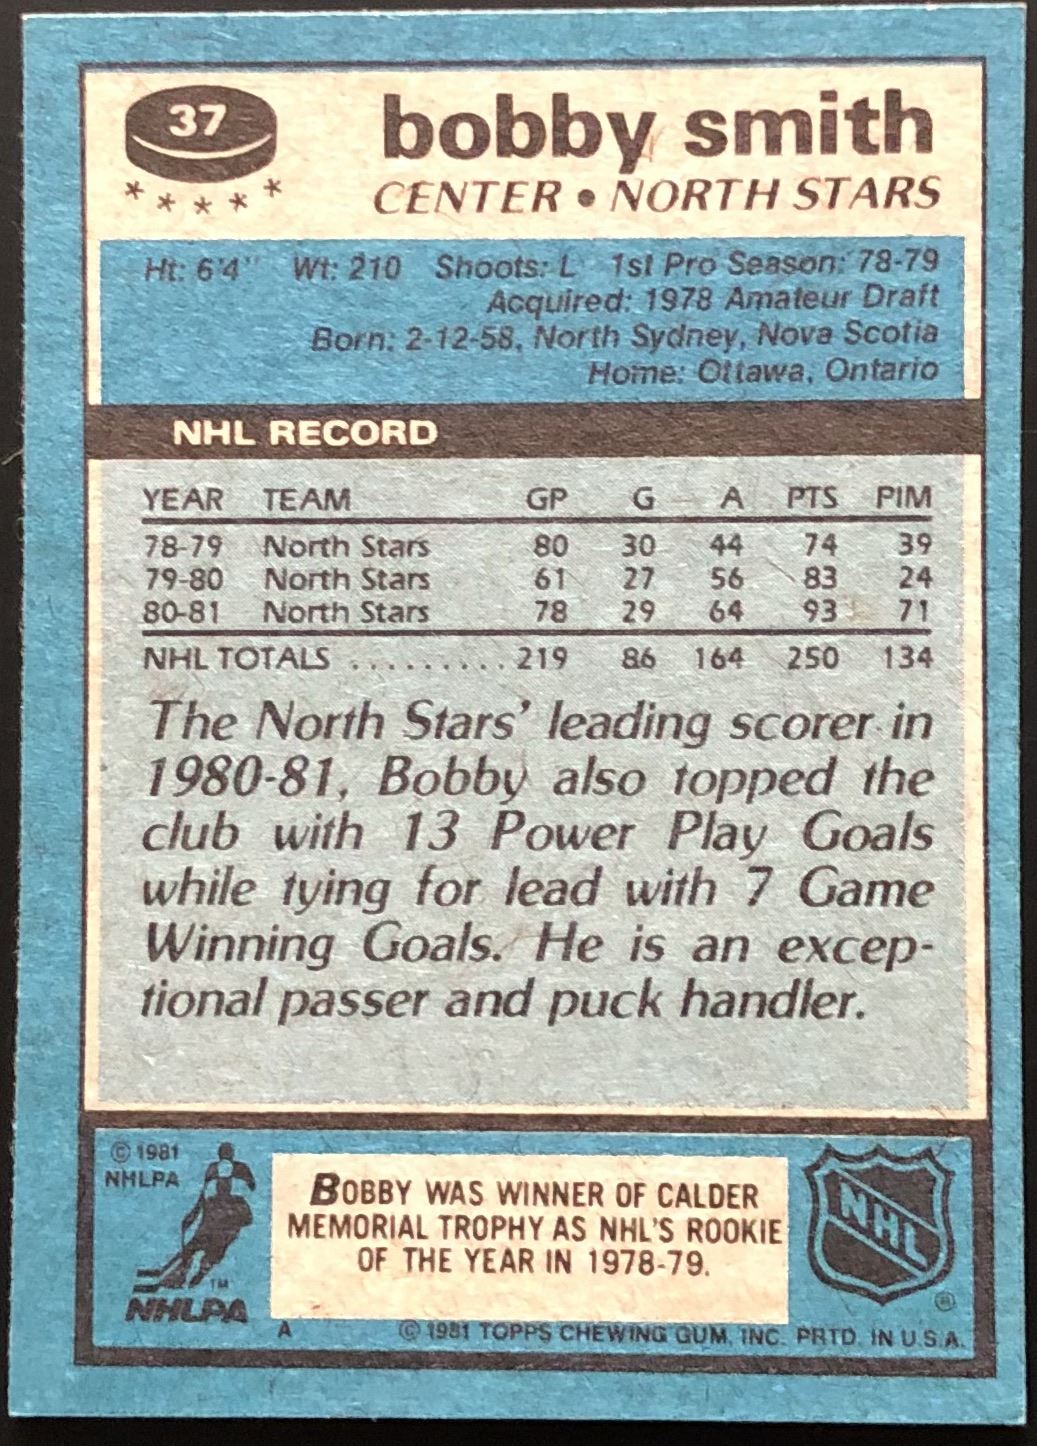 37
bobby smith
CENTER • NORTH STARS
* * * * *
Ht: 6'4" Wt: 210 Shoots: L 1st Pro Season: 78-79
Acquired: 1978 Amateur Draft
Born: 2-12-58, North Sydney, Nova Scotia
Home: Ottawa, Ontario
NHL RECORD
YEAR TEAM GP G A PTS PIM
78-79 North Stars 80 30 44 74 39
79-80 North Stars 61 27 56 83 24
80-81 North Stars 78 29 64 93 71
NHL TOTALS .......... 219 86 164 250 134
The North Stars' leading scorer in
1980-81, Bobby also topped the
club with 13 Power Play Goals
while tying for lead with 7 Game
Winning Goals. He is an excep-
tional passer and puck handler.
© 1981
NHLPA
TM
NHLPA
BOBBY WAS WINNER OF CALDER
MEMORIAL TROPHY AS NHL'S ROOKIE
OF THE YEAR IN 1978-79.
NHL
®
A © 1981 TOPPS CHEWING GUM, INC. PRTD. IN U.S.A.